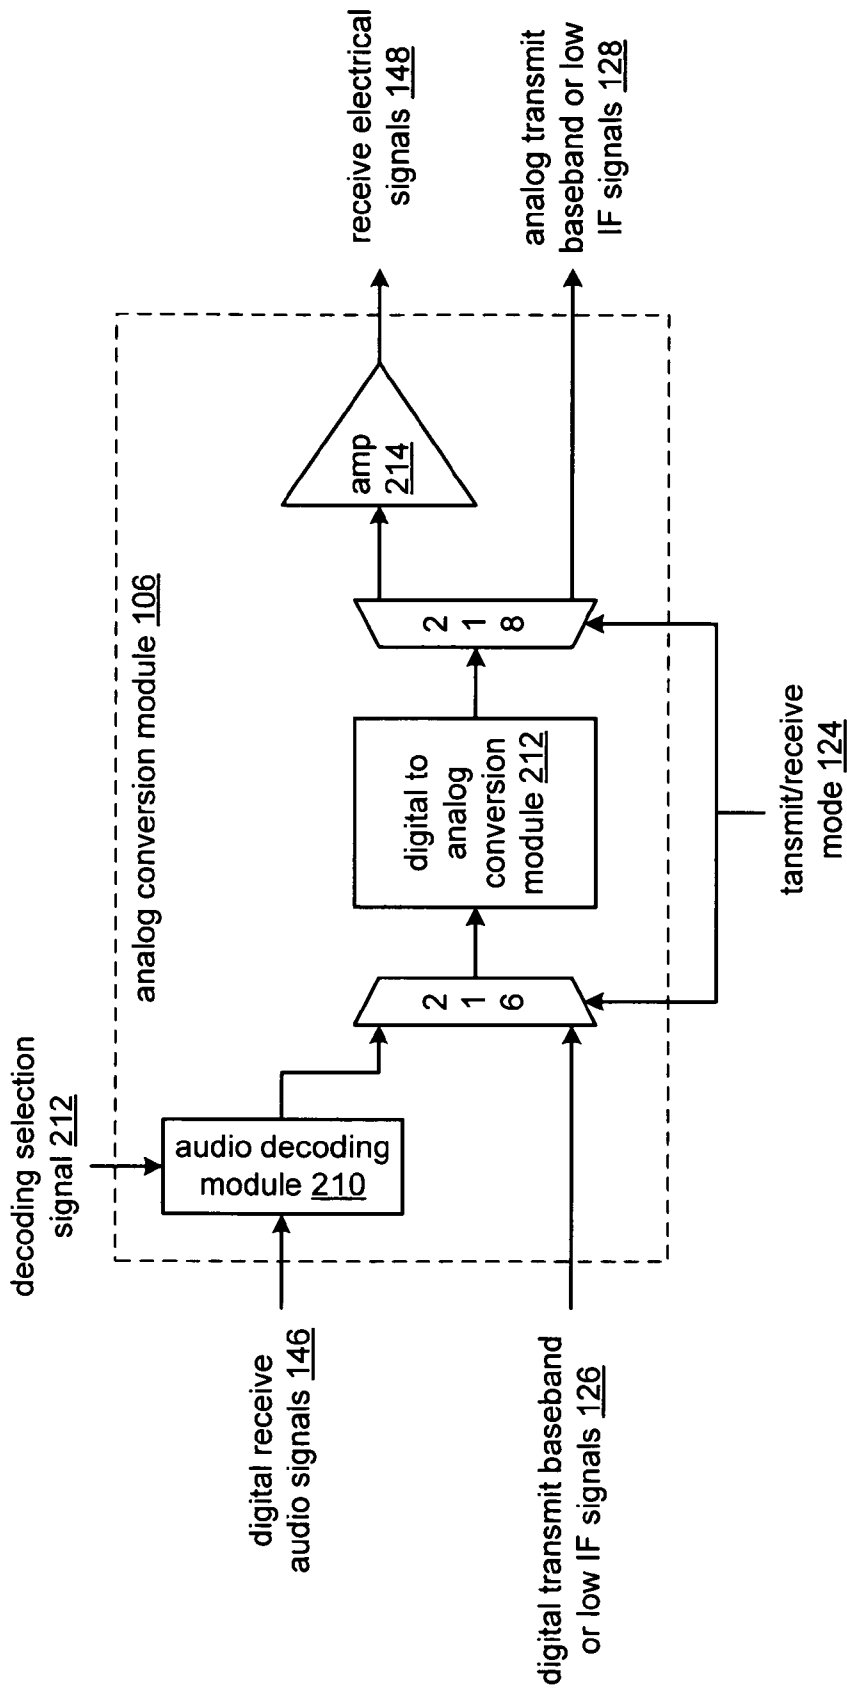 decoding selection
signal 212
analog conversion module 106
digital receive
audio signals 146
audio decoding
module 210
digital transmit baseband
or low IF signals 126
2 1 6
digital to
analog
conversion
module 212
2 1 8
amp
214
receive electrical
signals 148
analog transmit
baseband or low
IF signals 128
tansmit/receive
mode 124